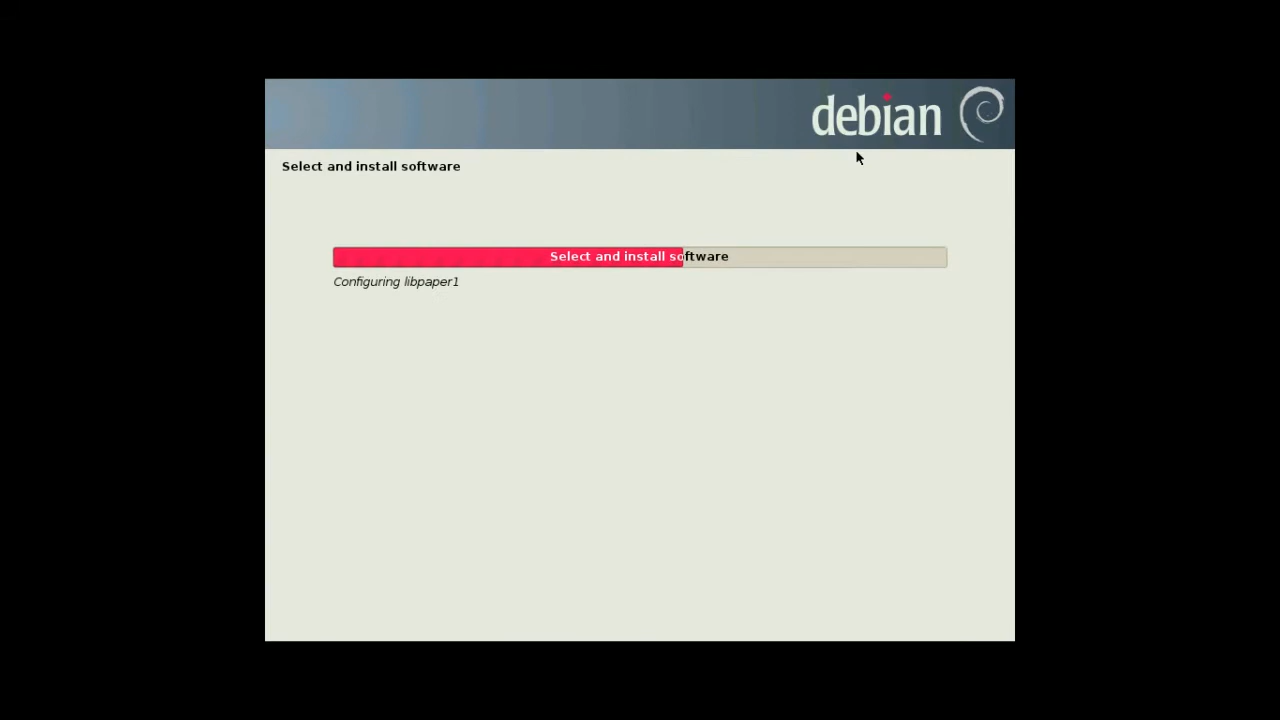 debian
Select and install software
Select and install software
Configuring libpaper1